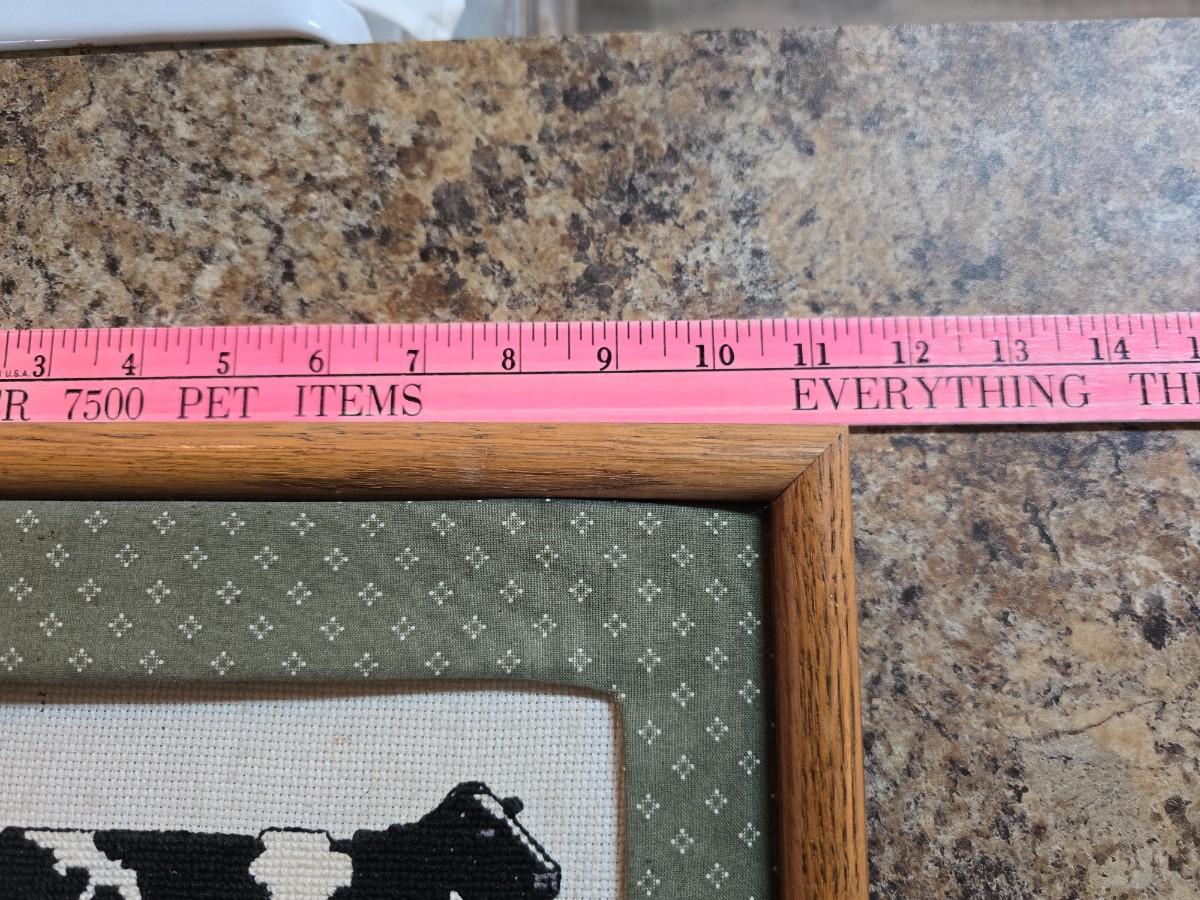 3 4 5 6 7 8 9 10 11 12 13 14
U.S.A.
7500 PET ITEMS EVERYTHING